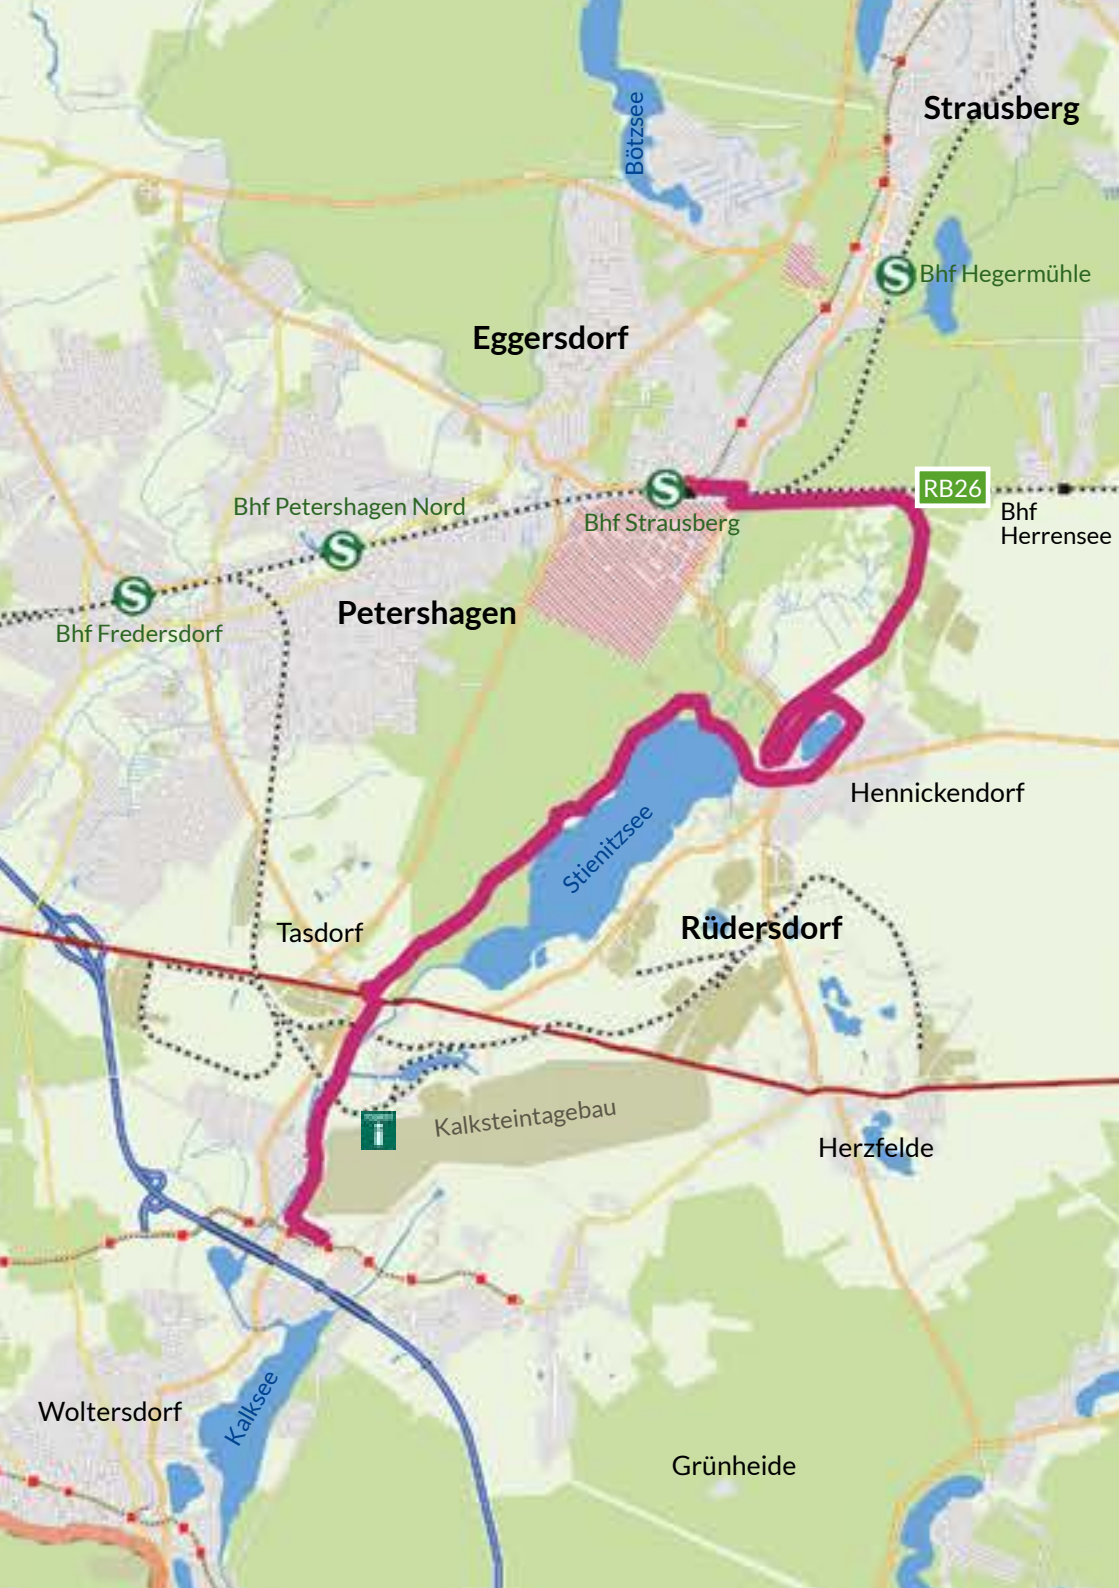 Strausberg
Bötzsee
S Bhf Hegermühle
Eggersdorf
S
RB26
Bhf Petershagen Nord
Bhf
Herrensee
Bhf Strausberg
S
S
Petershagen
Bhf Fredersdorf
Hennickendorf
Stienitzsee
Tasdorf
Rüdersdorf
i
Kalksteintagebau
Herzfelde
Woltersdorf
Kalksee
Grünheide